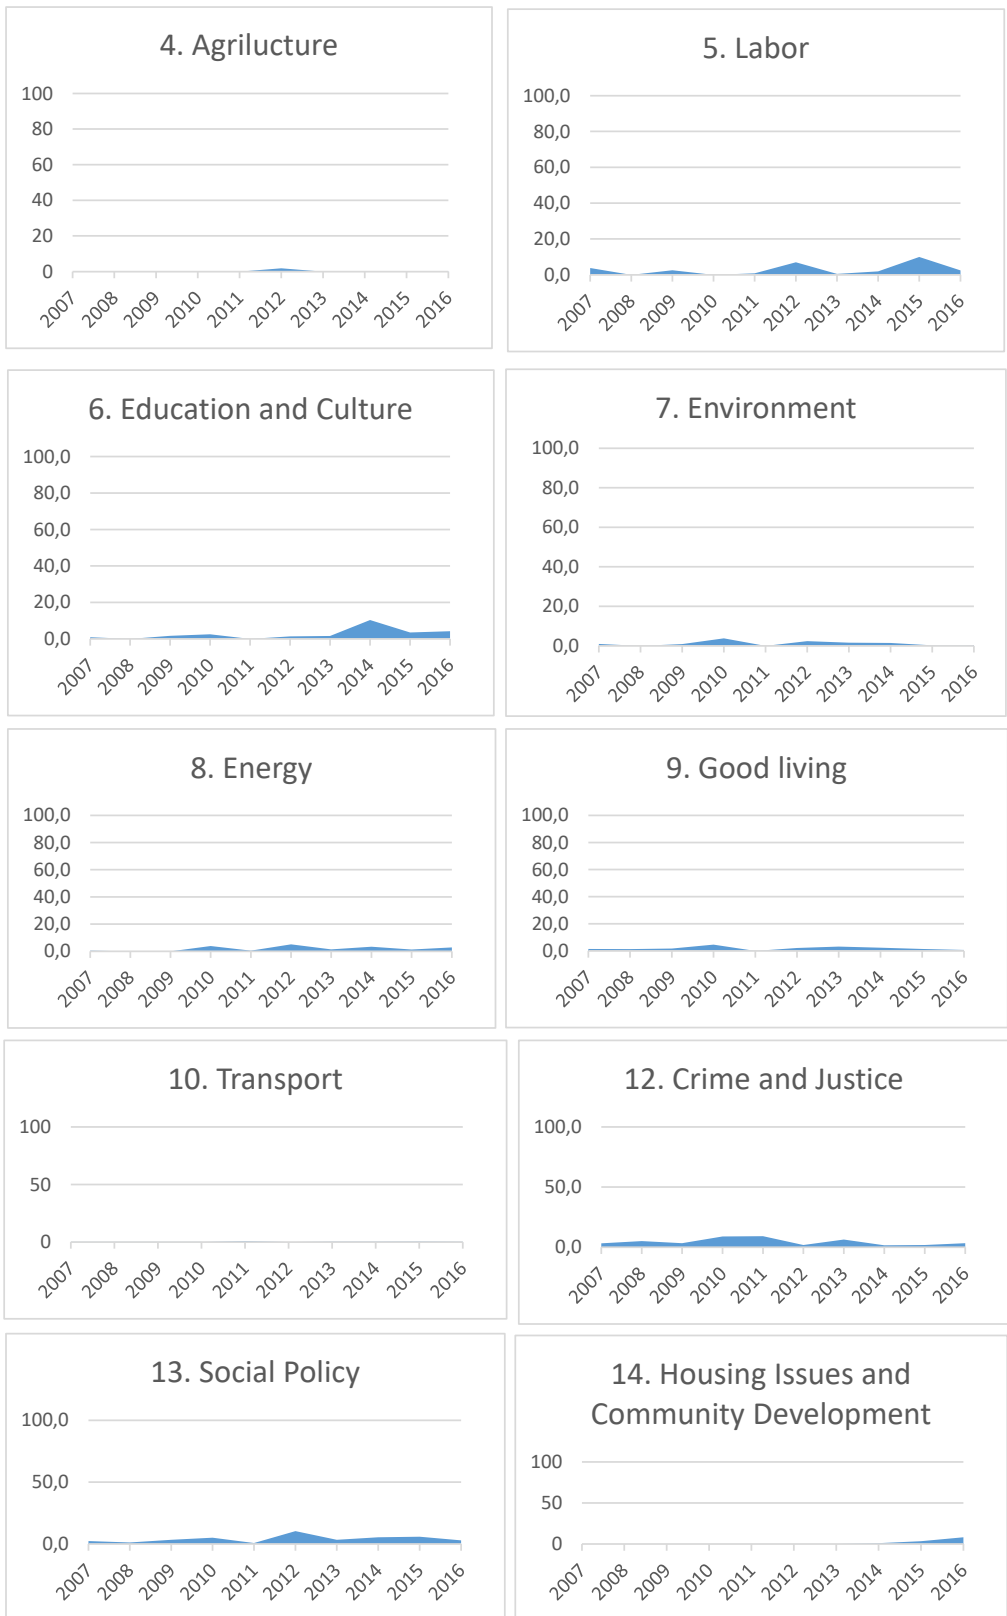 4. Agrilucture
100
80
60
40
20
0
2007 2008 2009 2010 2011 2012 2013 2014 2015 2016
5. Labor
100,0
80,0
60,0
40,0
20,0
0,0
2007 2008 2009 2010 2011 2012 2013 2014 2015 2016
6. Education and Culture
100,0
80,0
60,0
40,0
20,0
0,0
2007 2008 2009 2010 2011 2012 2013 2014 2015 2016
7. Environment
100,0
80,0
60,0
40,0
20,0
0,0
2007 2008 2009 2010 2011 2012 2013 2014 2015 2016
8. Energy
100,0
80,0
60,0
40,0
20,0
0,0
2007 2008 2009 2010 2011 2012 2013 2014 2015 2016
9. Good living
100,0
80,0
60,0
40,0
20,0
0,0
2007 2008 2009 2010 2011 2012 2013 2014 2015 2016
10. Transport
100
50
0
2007 2008 2009 2010 2011 2012 2013 2014 2015 2016
12. Crime and Justice
100,0
50,0
0,0
2007 2008 2009 2010 2011 2012 2013 2014 2015 2016
13. Social Policy
100,0
50,0
0,0
2007 2008 2009 2010 2011 2012 2013 2014 2015 2016
14. Housing Issues and
Community Development
100
50
0
2007 2008 2009 2010 2011 2012 2013 2014 2015 2016